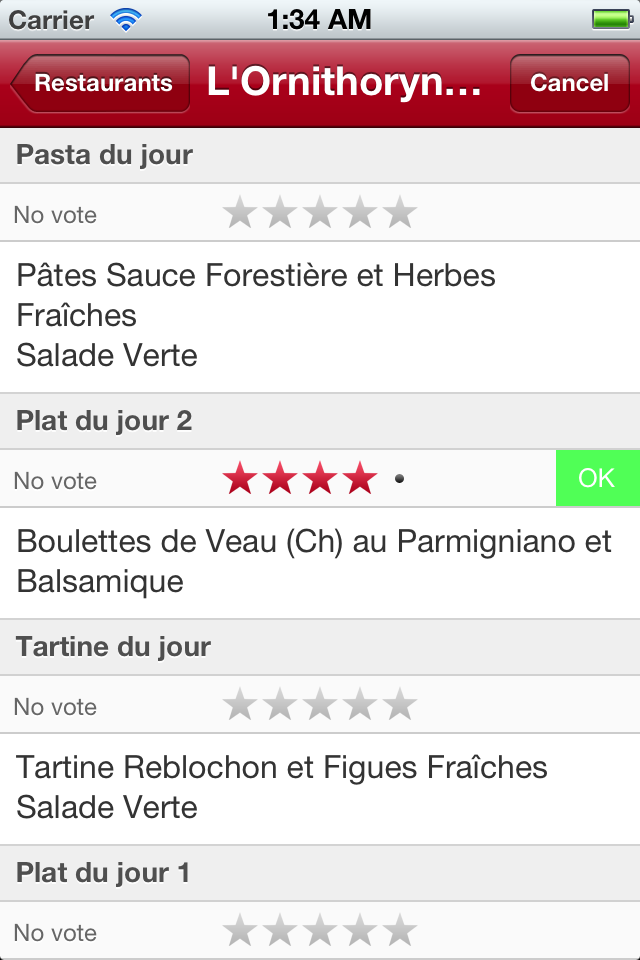 Carrier 1:34 AM
Restaurants L'Ornithoryn... Cancel
Pasta du jour
No vote
Pâtes Sauce Forestière et Herbes
Fraîches
Salade Verte
Plat du jour 2
No vote OK
Boulettes de Veau (Ch) au Parmigniano et
Balsamique
Tartine du jour
No vote
Tartine Reblochon et Figues Fraîches
Salade Verte
Plat du jour 1
No vote